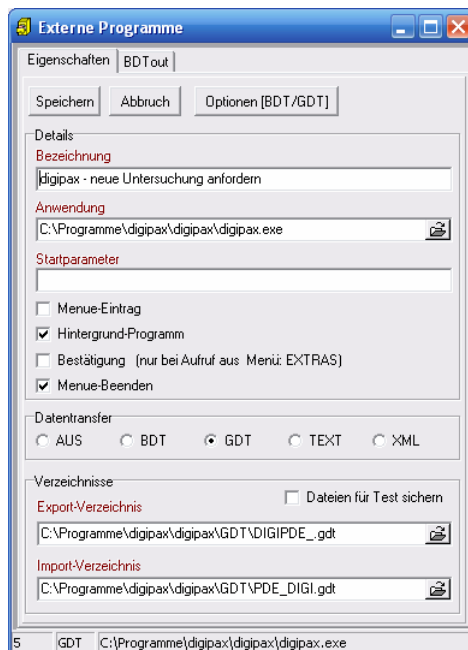 Externe Programme
Eigenschaften BDTout
Speichern Abbruch Optionen [BDT/GDT]
Details
Bezeichnung
digipax - neue Untersuchung anfordern
Anwendung
C:\Programme\digipax\digipax\digipax.exe
Startparameter
Menue-Eintrag
Hintergrund-Programm
Bestätigung (nur bei Aufruf aus Menü: EXTRAS)
Menue-Beenden
Datentransfer
AUS BDT GDT TEXT XML
Verzeichnisse
Dateien für Test sichern
Export-Verzeichnis
C:\Programme\digipax\digipax\GDT\DIGIPDE_.gdt
Import-Verzeichnis
C:\Programme\digipax\digipax\GDT\PDE_DIGI.gdt
5 GDT C:\Programme\digipax\digipax\digipax.exe